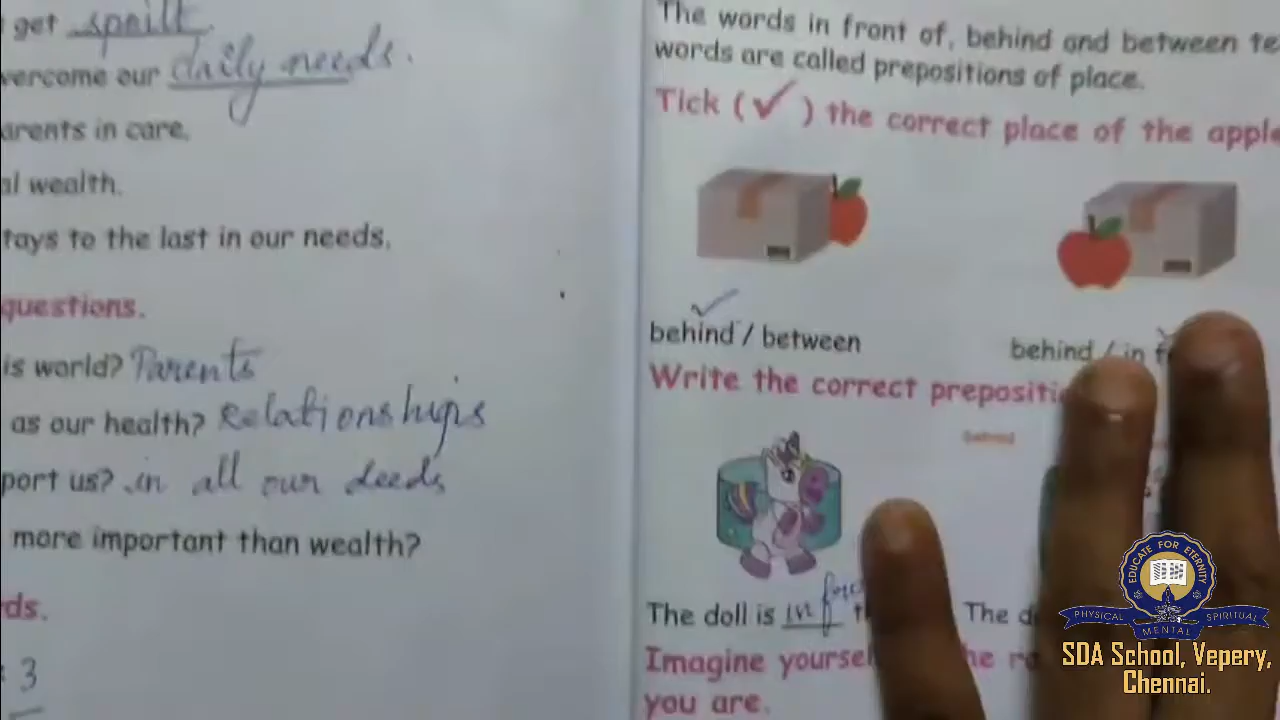 get spoilt.
vercome our daily needs.
arents in care.
al wealth.
tays to the last in our needs.
questions.
is world? Parents
as our health? Relationships
port us? in all our deeds
more important than wealth?
rds.
3
The words in front of, behind and between te
words are called prepositions of place.
Tick (✓) the correct place of the apple
behind / between
behind / in f
Write the correct prepositi
behind
The doll is in f
The d
Imagine yoursel he r
you are.
EDUCATE FOR ETERNITY
PHYSICAL MENTAL SPIRITUAL
SDA School, Vepery,
Chennai.